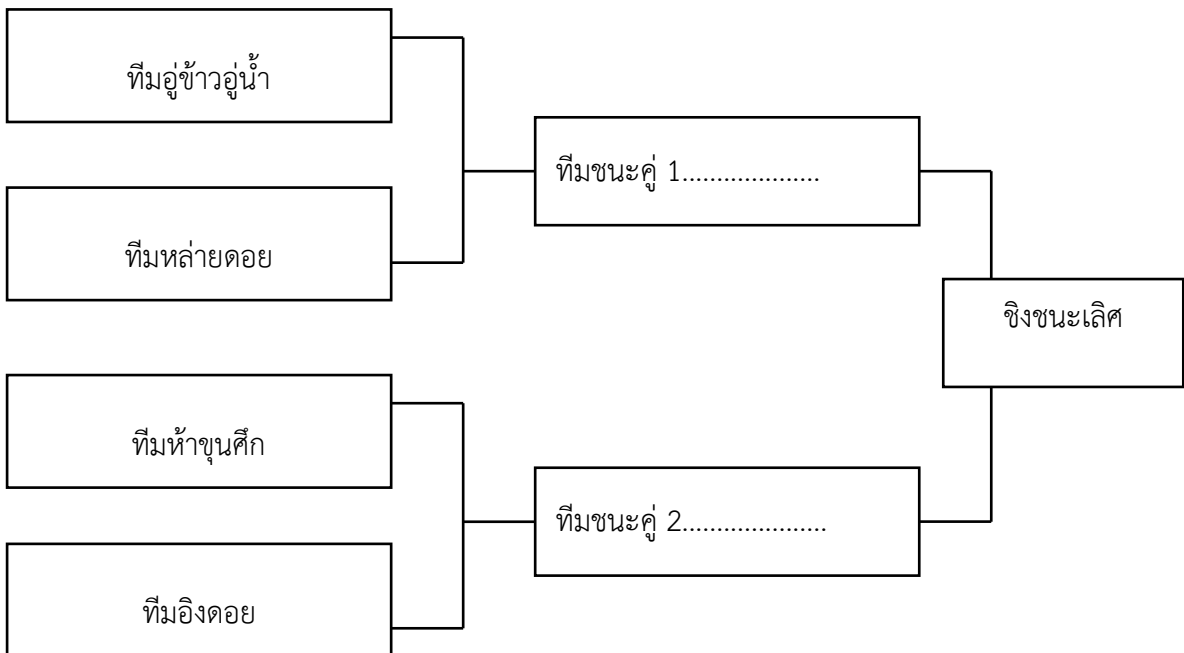 ทีมอู่ข้าวอู่น้ำ
ทีมหล่ายดอย
ทีมห้าขุนศึก
ทีมอิงดอย
ทีมชนะคู่ 1....................
ทีมชนะคู่ 2.....................
ชิงชนะเลิศ